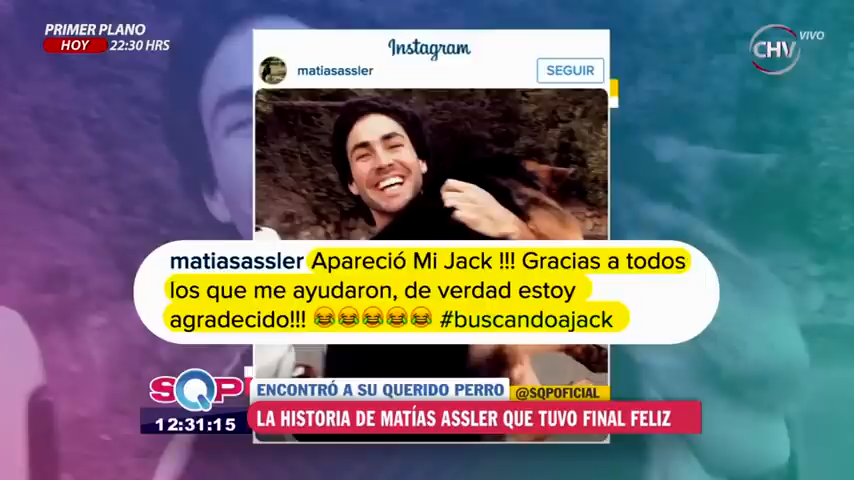 PRIMER PLANO
HOY 22:30 HRS
CHV VIVO
Instagram
matiasassler
SEGUIR
matiasassler Apareció Mi Jack !!! Gracias a todos
los que me ayudaron, de verdad estoy
agradecido!!! 😂😂😂😂😂 #buscandoajack
SQP
ENCONTRÓ A SU QUERIDO PERRO
@SQPOFICIAL
12:31:15
LA HISTORIA DE MATÍAS ASSLER QUE TUVO FINAL FELIZ